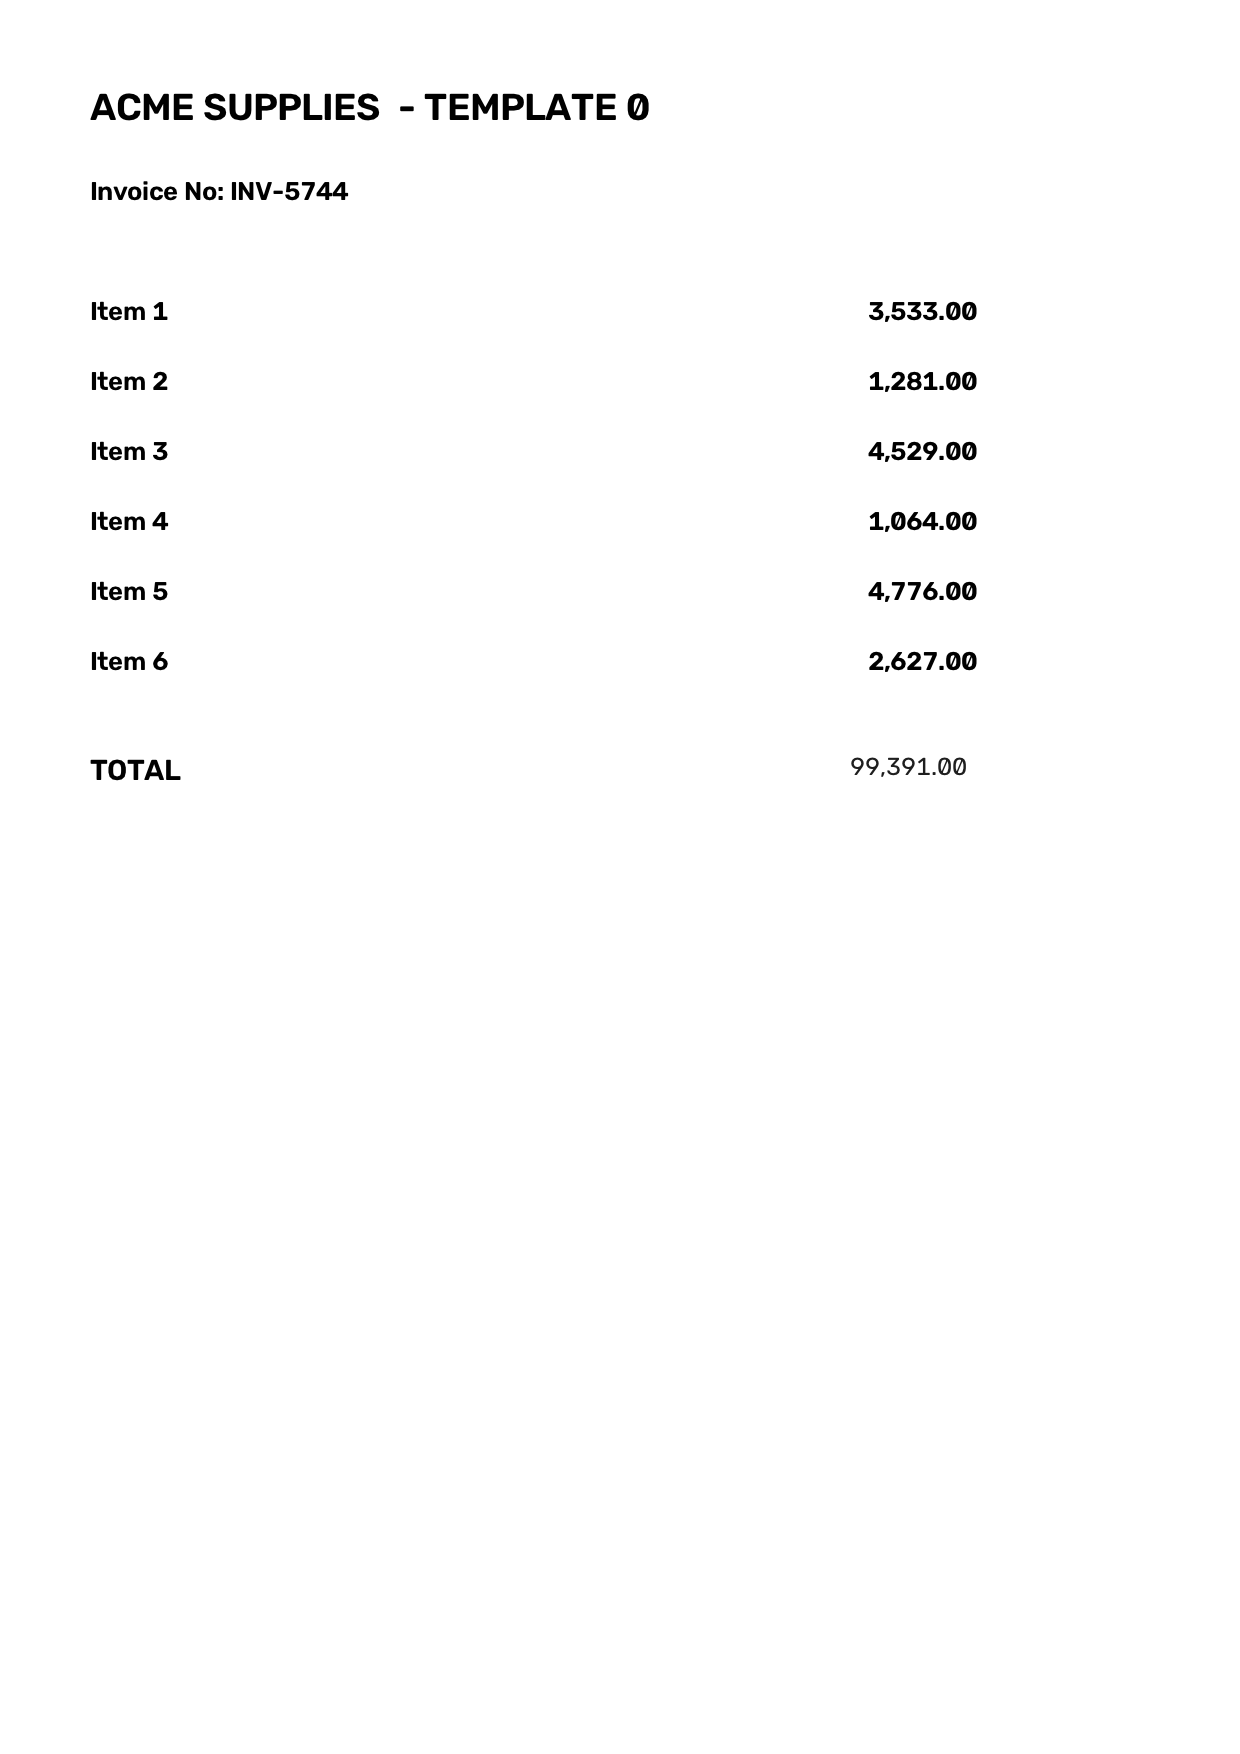 ACME SUPPLIES - TEMPLATE 0
Invoice No: INV-5744
Item 1 3,533.00
Item 2 1,281.00
Item 3 4,529.00
Item 4 1,064.00
Item 5 4,776.00
Item 6 2,627.00
TOTAL 99,391.00